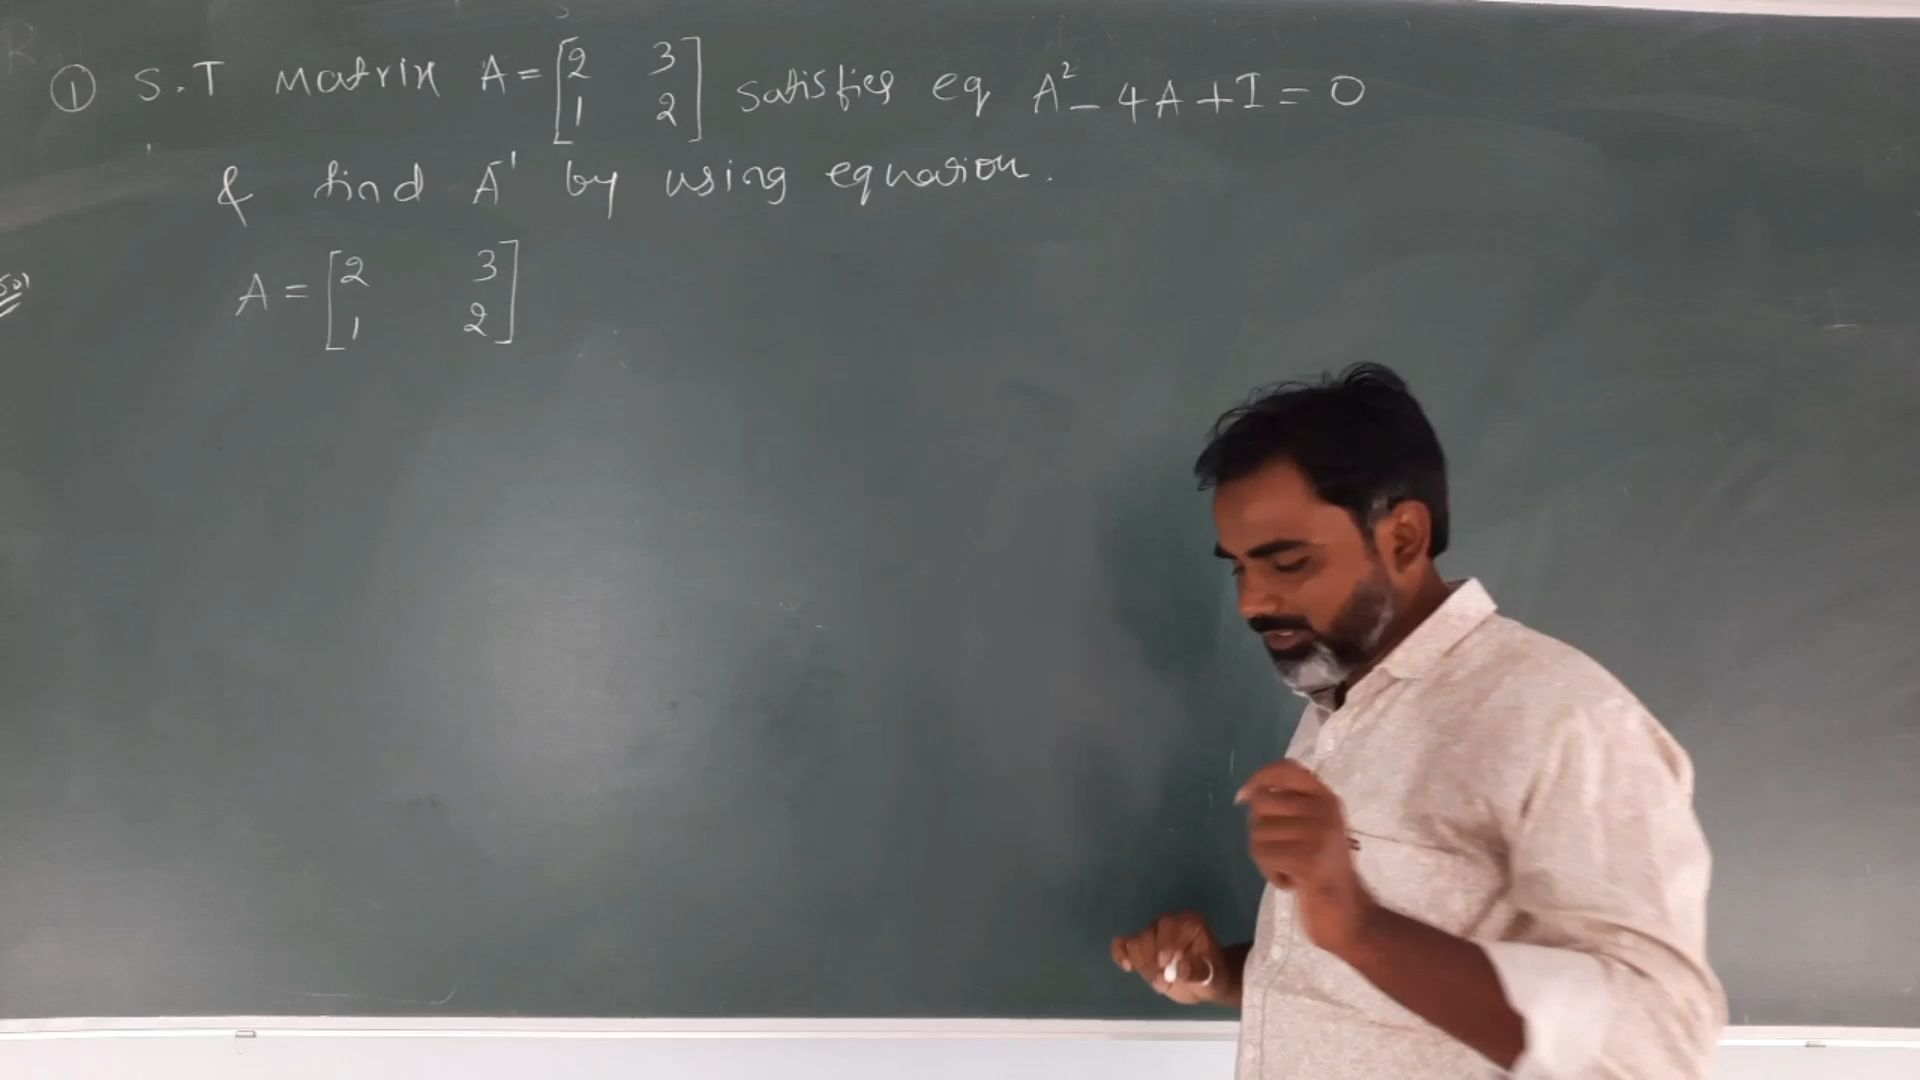 ① S.T Matrix A = [2 3 satisfies eq A² - 4A + I = 0
1 2]
& find A⁻¹ by using equation.
Sol A = [2 3
1 2]